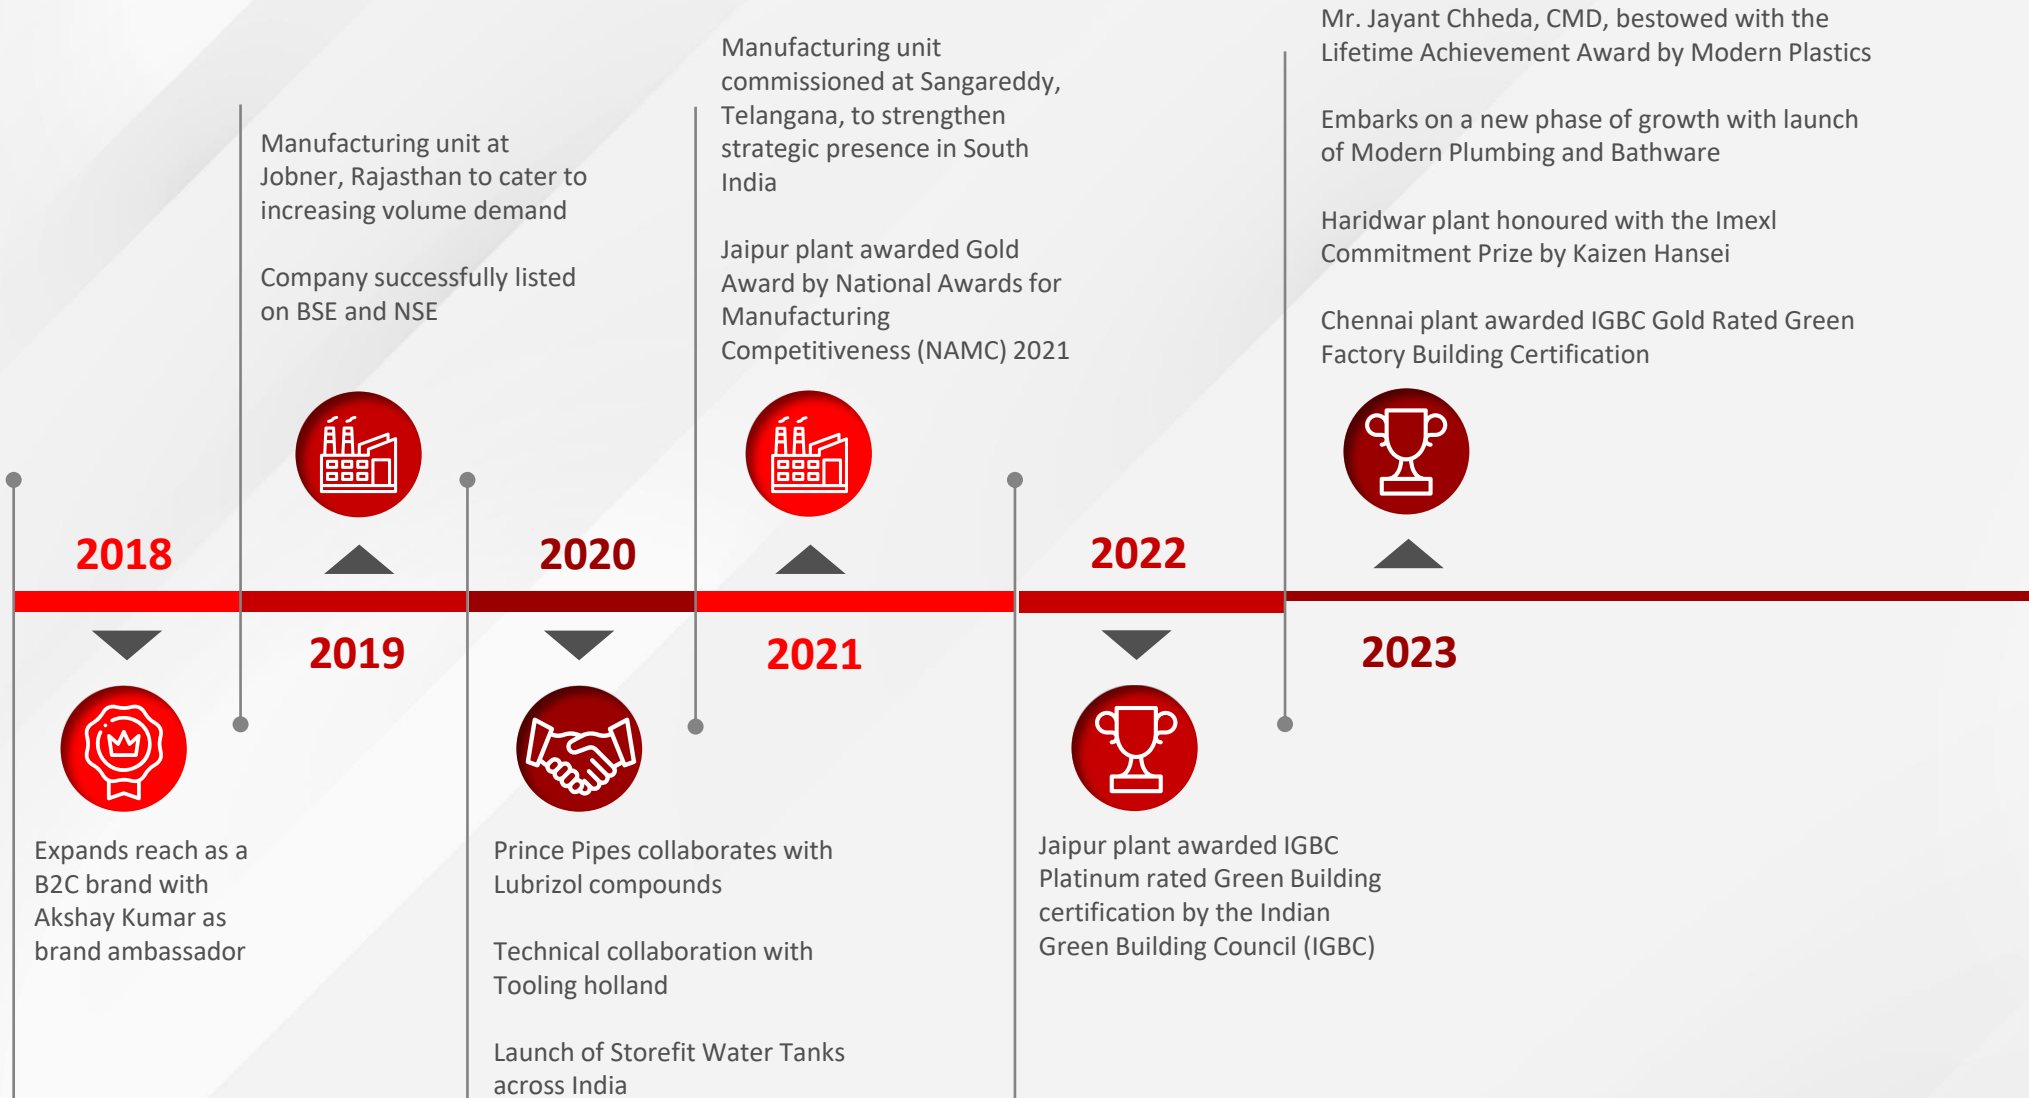 2018
Expands reach as a
B2C brand with
Akshay Kumar as
brand ambassador
Manufacturing unit at
Jobner, Rajasthan to cater to
increasing volume demand
Company successfully listed
on BSE and NSE
2019
2020
Prince Pipes collaborates with
Lubrizol compounds
Technical collaboration with
Tooling holland
Launch of Storefit Water Tanks
across India
Manufacturing unit
commissioned at Sangareddy,
Telangana, to strengthen
strategic presence in South
India
Jaipur plant awarded Gold
Award by National Awards for
Manufacturing
Competitiveness (NAMC) 2021
2021
2022
Jaipur plant awarded IGBC
Platinum rated Green Building
certification by the Indian
Green Building Council (IGBC)
Mr. Jayant Chheda, CMD, bestowed with the
Lifetime Achievement Award by Modern Plastics
Embarks on a new phase of growth with launch
of Modern Plumbing and Bathware
Haridwar plant honoured with the Imexl
Commitment Prize by Kaizen Hansei
Chennai plant awarded IGBC Gold Rated Green
Factory Building Certification
2023